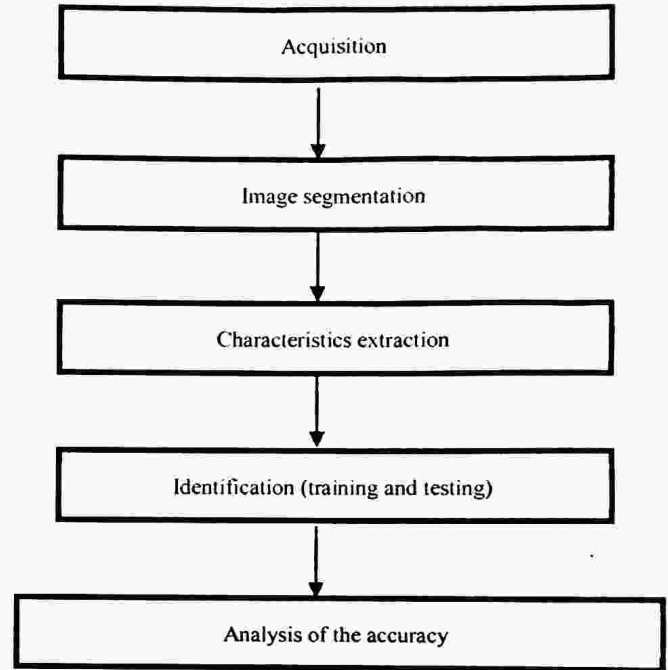 Acquisition
Image segmentation
Characteristics extraction
Identification (training and testing)
Analysis of the accuracy